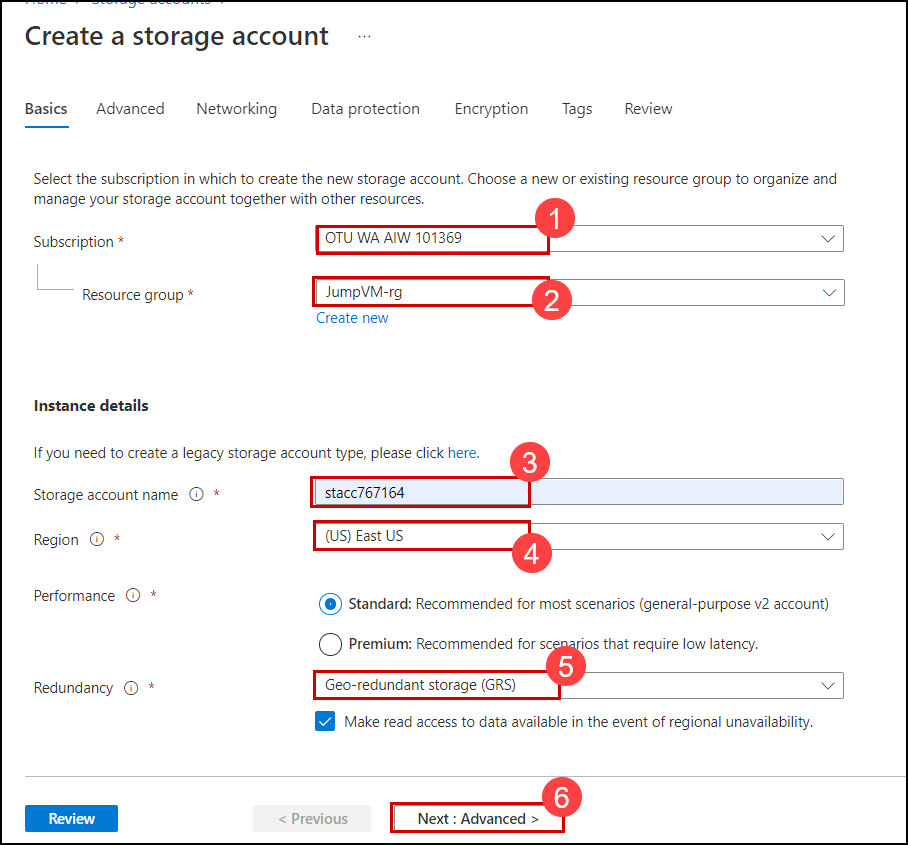 Home > Storage accounts >
Create a storage account ...
Basics Advanced Networking Data protection Encryption Tags Review
Select the subscription in which to create the new storage account. Choose a new or existing resource group to organize and
manage your storage account together with other resources.
1
Subscription * OTU WA AIW 101369
Resource group * JumpVM-rg 2
Create new
Instance details
If you need to create a legacy storage account type, please click here.
3
Storage account name * stacc767164
Region * (US) East US
4
Performance * Standard: Recommended for most scenarios (general-purpose v2 account)
Premium: Recommended for scenarios that require low latency.
5
Redundancy * Geo-redundant storage (GRS)
Make read access to data available in the event of regional unavailability.
6
Review < Previous Next : Advanced >